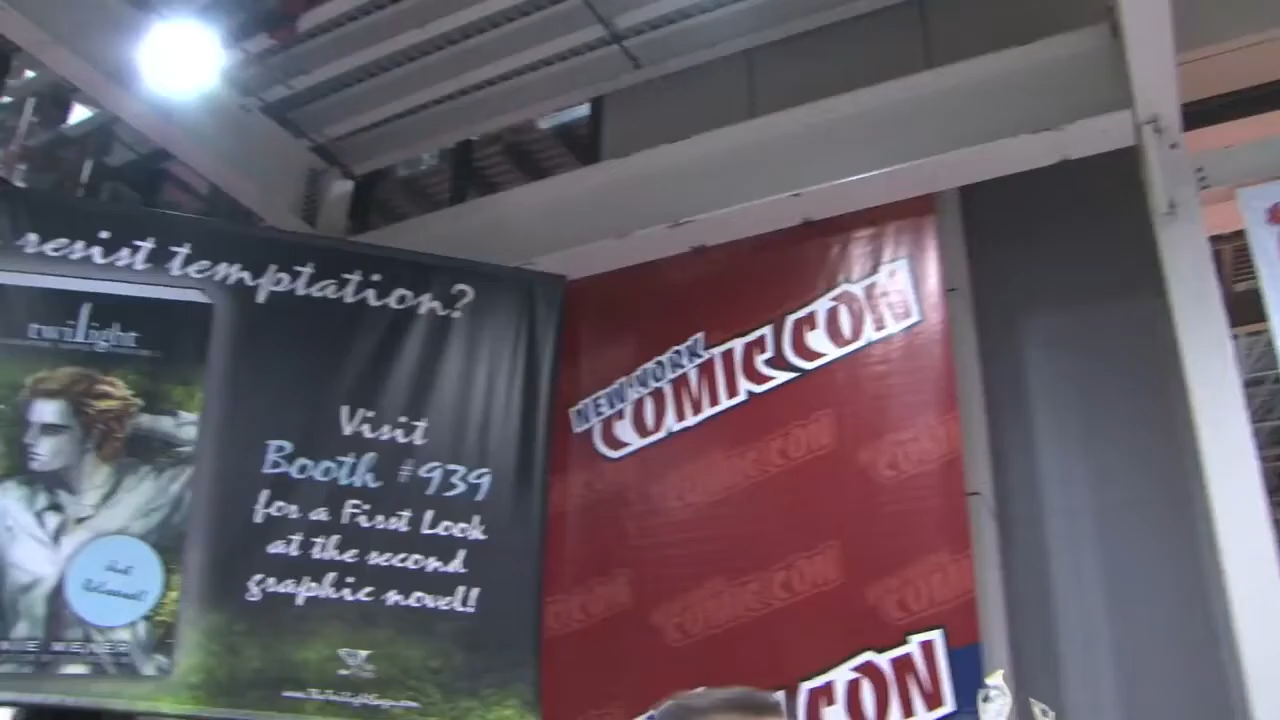 resist temptation?
twilight
Visit
Booth #939
for a First Look
at the second
graphic novel!
NEW YORK
COMIC CON
COMIC CON
COMIC CON
COMIC CON
COMIC
CON